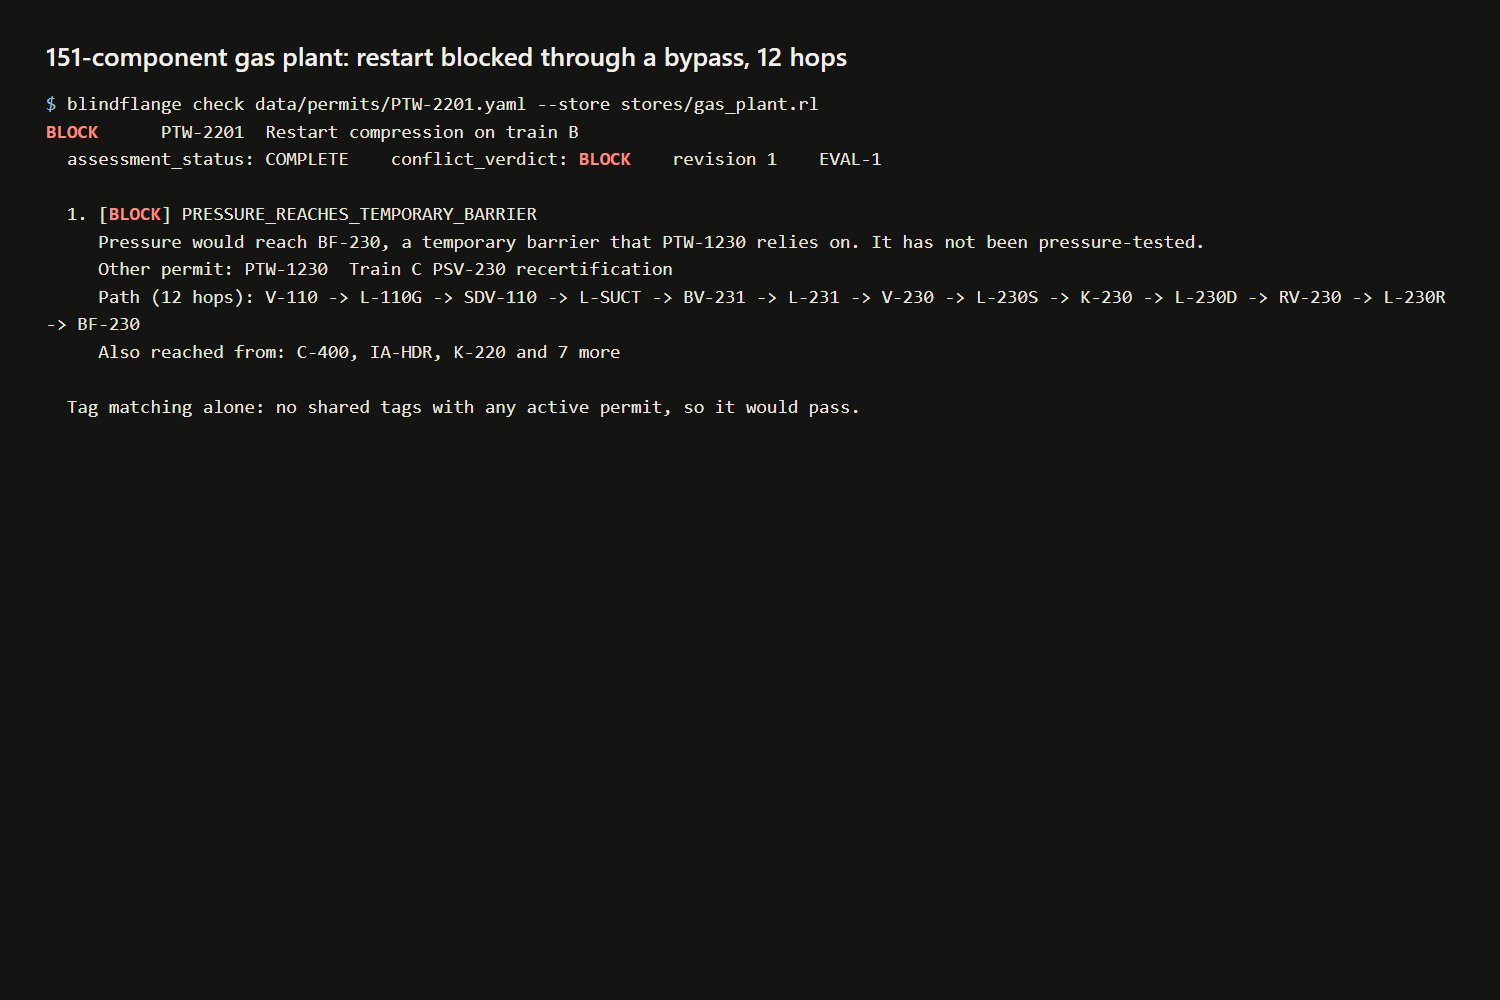 151-component gas plant: restart blocked through a bypass, 12 hops
$ blindflange check data/permits/PTW-2201.yaml --store stores/gas_plant.rl
BLOCK      PTW-2201  Restart compression on train B
  assessment_status: COMPLETE    conflict_verdict: BLOCK    revision 1    EVAL-1
  1. [BLOCK] PRESSURE_REACHES_TEMPORARY_BARRIER
     Pressure would reach BF-230, a temporary barrier that PTW-1230 relies on. It has not been pressure-tested.
     Other permit: PTW-1230  Train C PSV-230 recertification
     Path (12 hops): V-110 -> L-110G -> SDV-110 -> L-SUCT -> BV-231 -> L-231 -> V-230 -> L-230S -> K-230 -> L-230D -> RV-230 -> L-230R
-> BF-230
     Also reached from: C-400, IA-HDR, K-220 and 7 more
  Tag matching alone: no shared tags with any active permit, so it would pass.